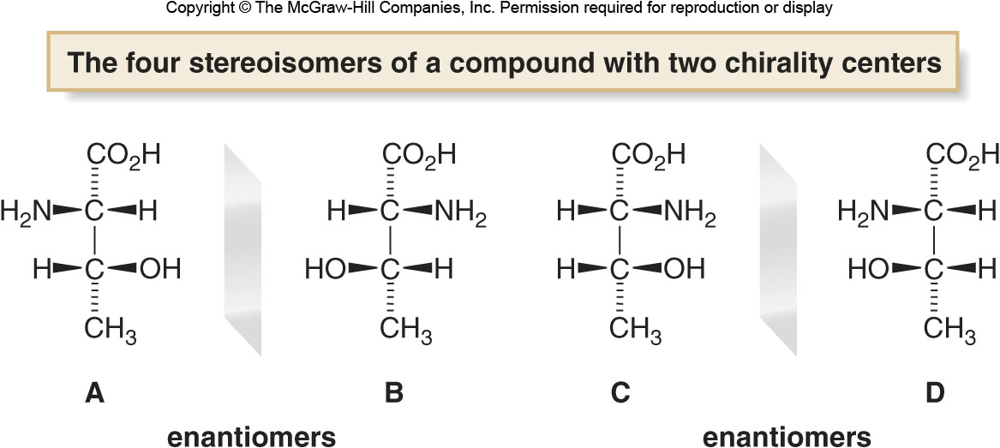 Copyright © The McGraw-Hill Companies, Inc. Permission required for reproduction or display
The four stereoisomers of a compound with two chirality centers
CO₂H CO₂H CO₂H CO₂H
H₂N C H H C NH₂ H C NH₂ H₂N C H
H C OH HO C H H C OH HO C H
CH₃ CH₃ CH₃ CH₃
A B C D
enantiomers enantiomers